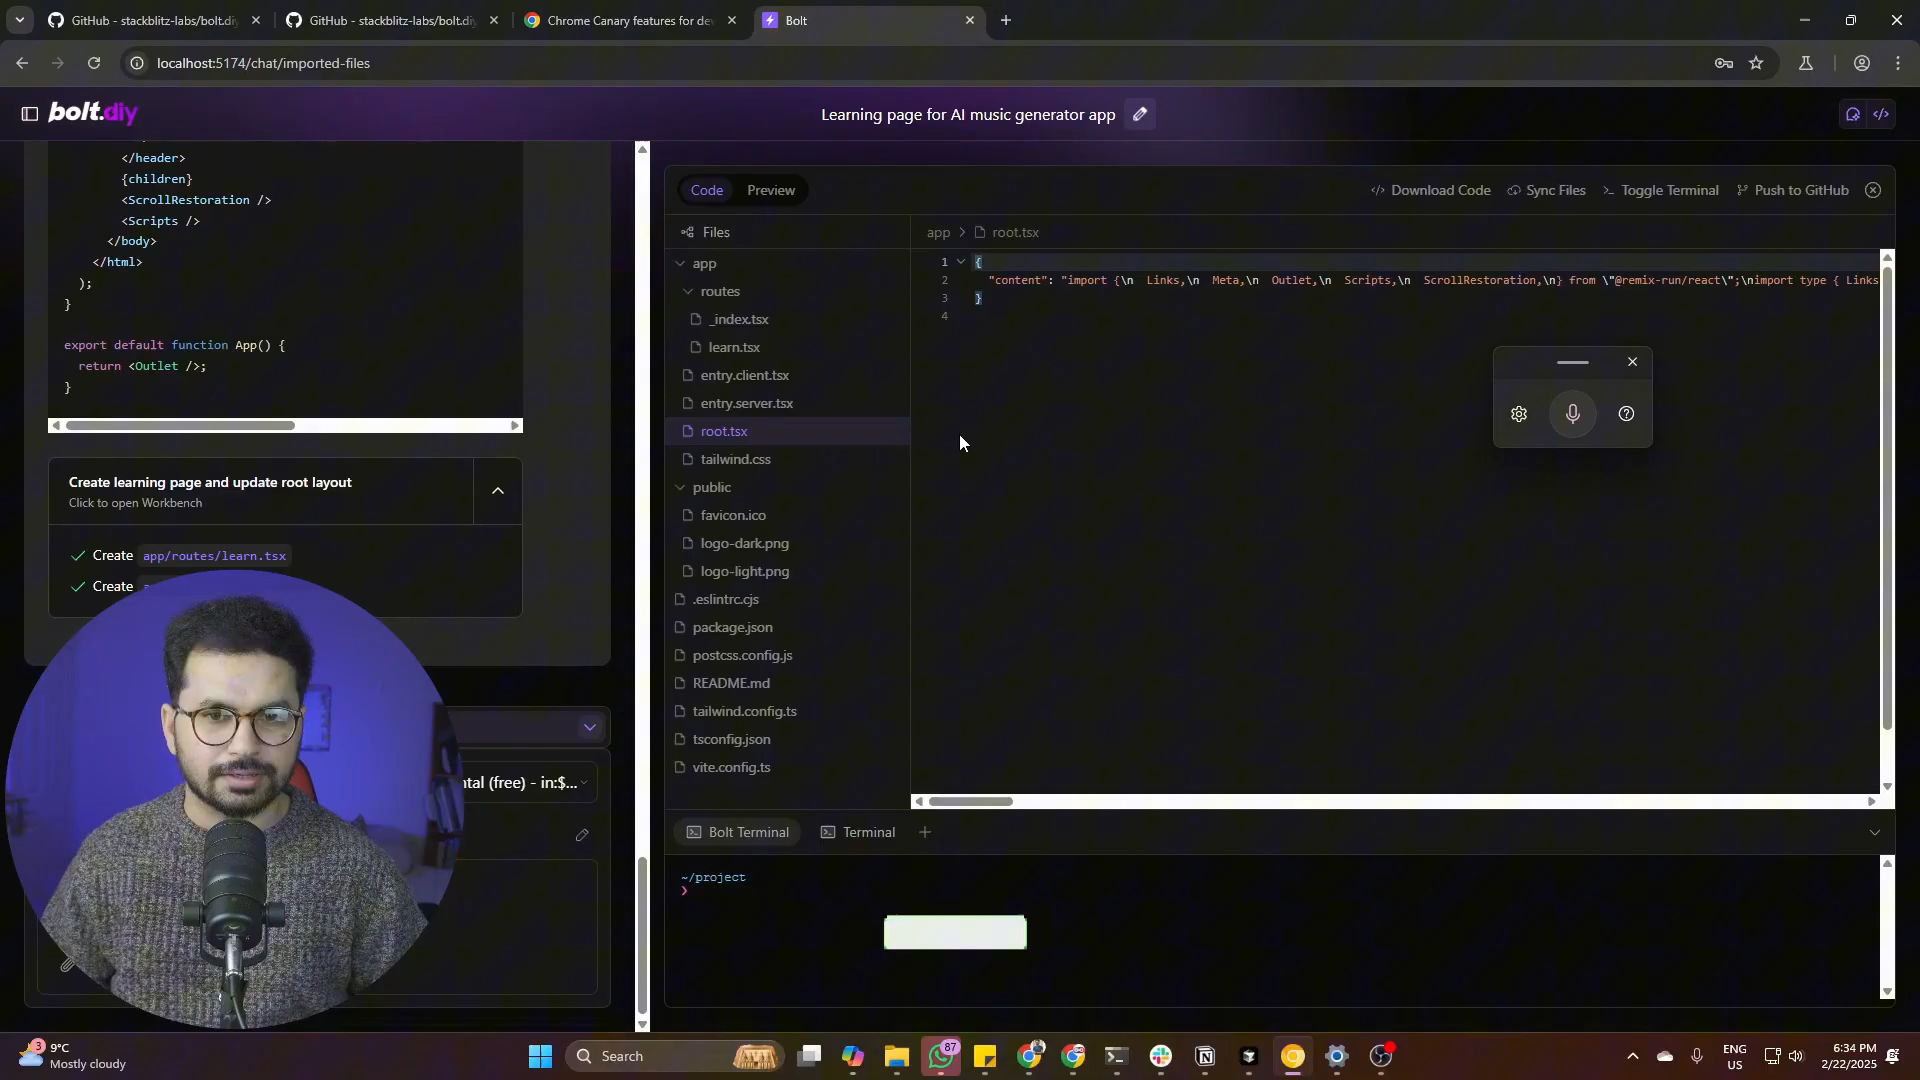 GitHub - stackblitz-labs/bolt.diy
GitHub - stackblitz-labs/bolt.diy
Chrome Canary features for dev
Bolt
localhost:5174/chat/imported-files
bolt.diy
Learning page for AI music generator app
</header>
{children}
<ScrollRestoration />
<Scripts />
</body>
</html>
);
}
export default function App() {
return <Outlet />;
}
Create learning page and update root layout
Click to open Workbench
Create app/routes/learn.tsx
Create
ntal (free) - in:$...
Code
Preview
Download Code
Sync Files
Toggle Terminal
Push to GitHub
Files
app
routes
_index.tsx
learn.tsx
entry.client.tsx
entry.server.tsx
root.tsx
tailwind.css
public
favicon.ico
logo-dark.png
logo-light.png
.eslintrc.cjs
package.json
postcss.config.js
README.md
tailwind.config.ts
tsconfig.json
vite.config.ts
app > root.tsx
1 {
2 "content": "import {\n  Links,\n  Meta,\n  Outlet,\n  Scripts,\n  ScrollRestoration,\n} from \"@remix-run/react\";\nimport type { Links
3 }
4
Bolt Terminal
Terminal
~/project
❯
3
9°C
Mostly cloudy
Search
87
ENG
US
6:34 PM
2/22/2025